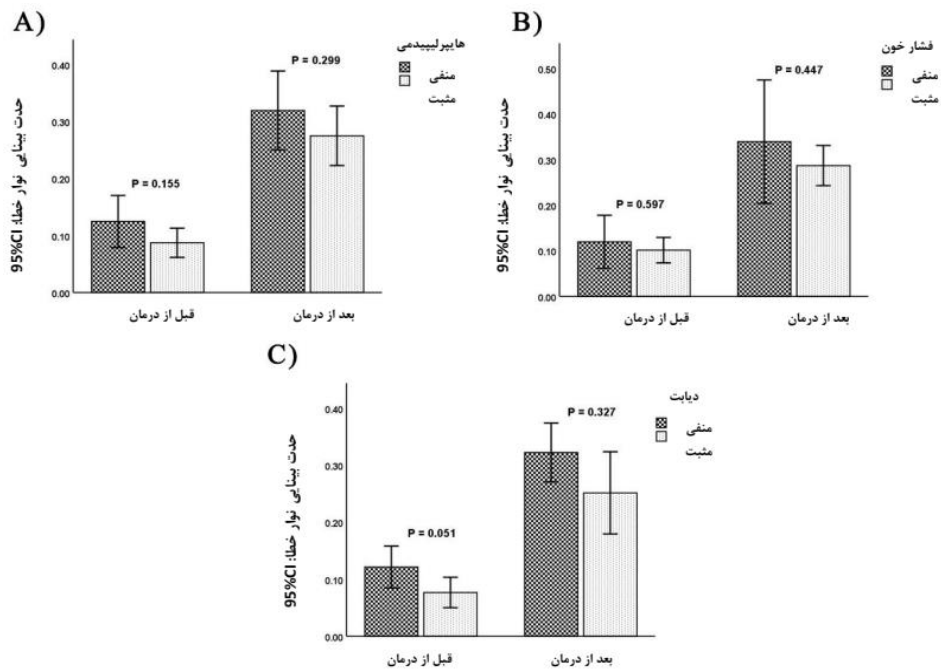 A)
هایپرلیپیدمی
منفی
مثبت
P = 0.299
P = 0.155
0.40
0.30
0.20
0.10
0.00
حدت بینایی نوار خطا: 95%CI
قبل از درمان
بعد از درمان
B)
فشار خون
منفی
مثبت
P = 0.447
P = 0.597
0.50
0.40
0.30
0.20
0.10
0.00
حدت بینایی نوار خطا: 95%CI
قبل از درمان
بعد از درمان
C)
دیابت
منفی
مثبت
P = 0.327
P = 0.051
0.40
0.30
0.20
0.10
0.00
حدت بینایی نوار خطا: 95%CI
قبل از درمان
بعد از درمان